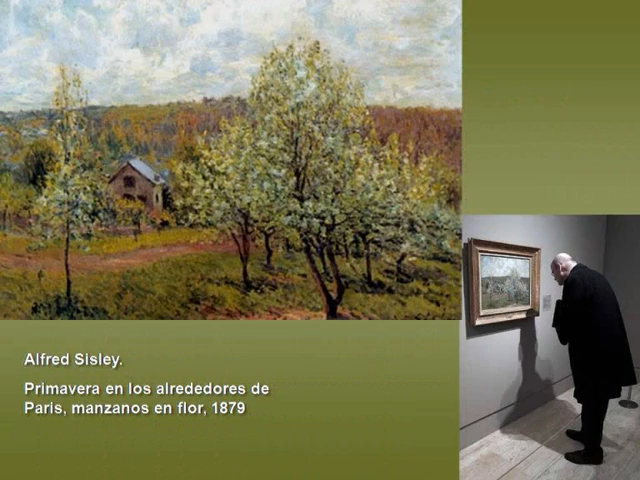 Alfred Sisley.
Primavera en los alrededores de
Paris, manzanos en flor, 1879